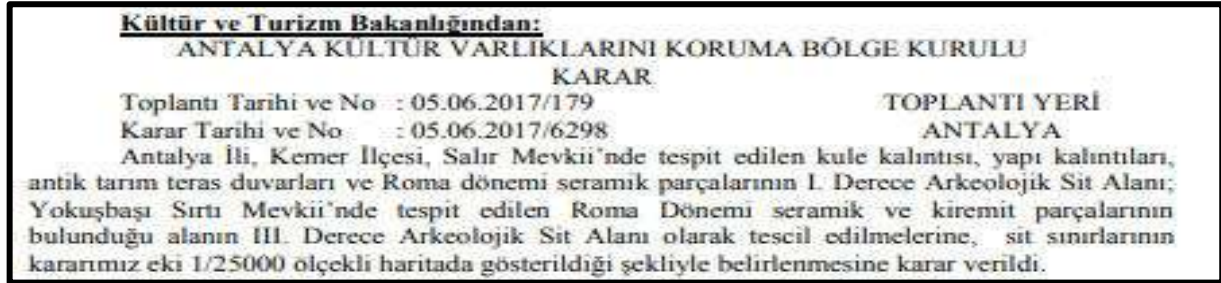 Kültür ve Turizm Bakanlığından:
ANTALYA KÜLTÜR VARLIKLARINI KORUMA BÖLGE KURULU
KARAR
Toplantı Tarihi ve No : 05.06.2017/179 TOPLANTI YERİ
Karar Tarihi ve No : 05.06.2017/6298 ANTALYA
Antalya İli, Kemer İlçesi, Salır Mevkii'nde tespit edilen kule kalıntısı, yapı kalıntıları,
antik tarım teras duvarları ve Roma dönemi seramik parçalarının I. Derece Arkeolojik Sit Alanı;
Yokuşbaşı Sırtı Mevkii'nde tespit edilen Roma Dönemi seramik ve kiremit parçalarının
bulunduğu alanın III. Derece Arkeolojik Sit Alanı olarak tescil edilmelerine, sit sınırlarının
kararımız eki 1/25000 ölçekli haritada gösterildiği şekliyle belirlenmesine karar verildi.